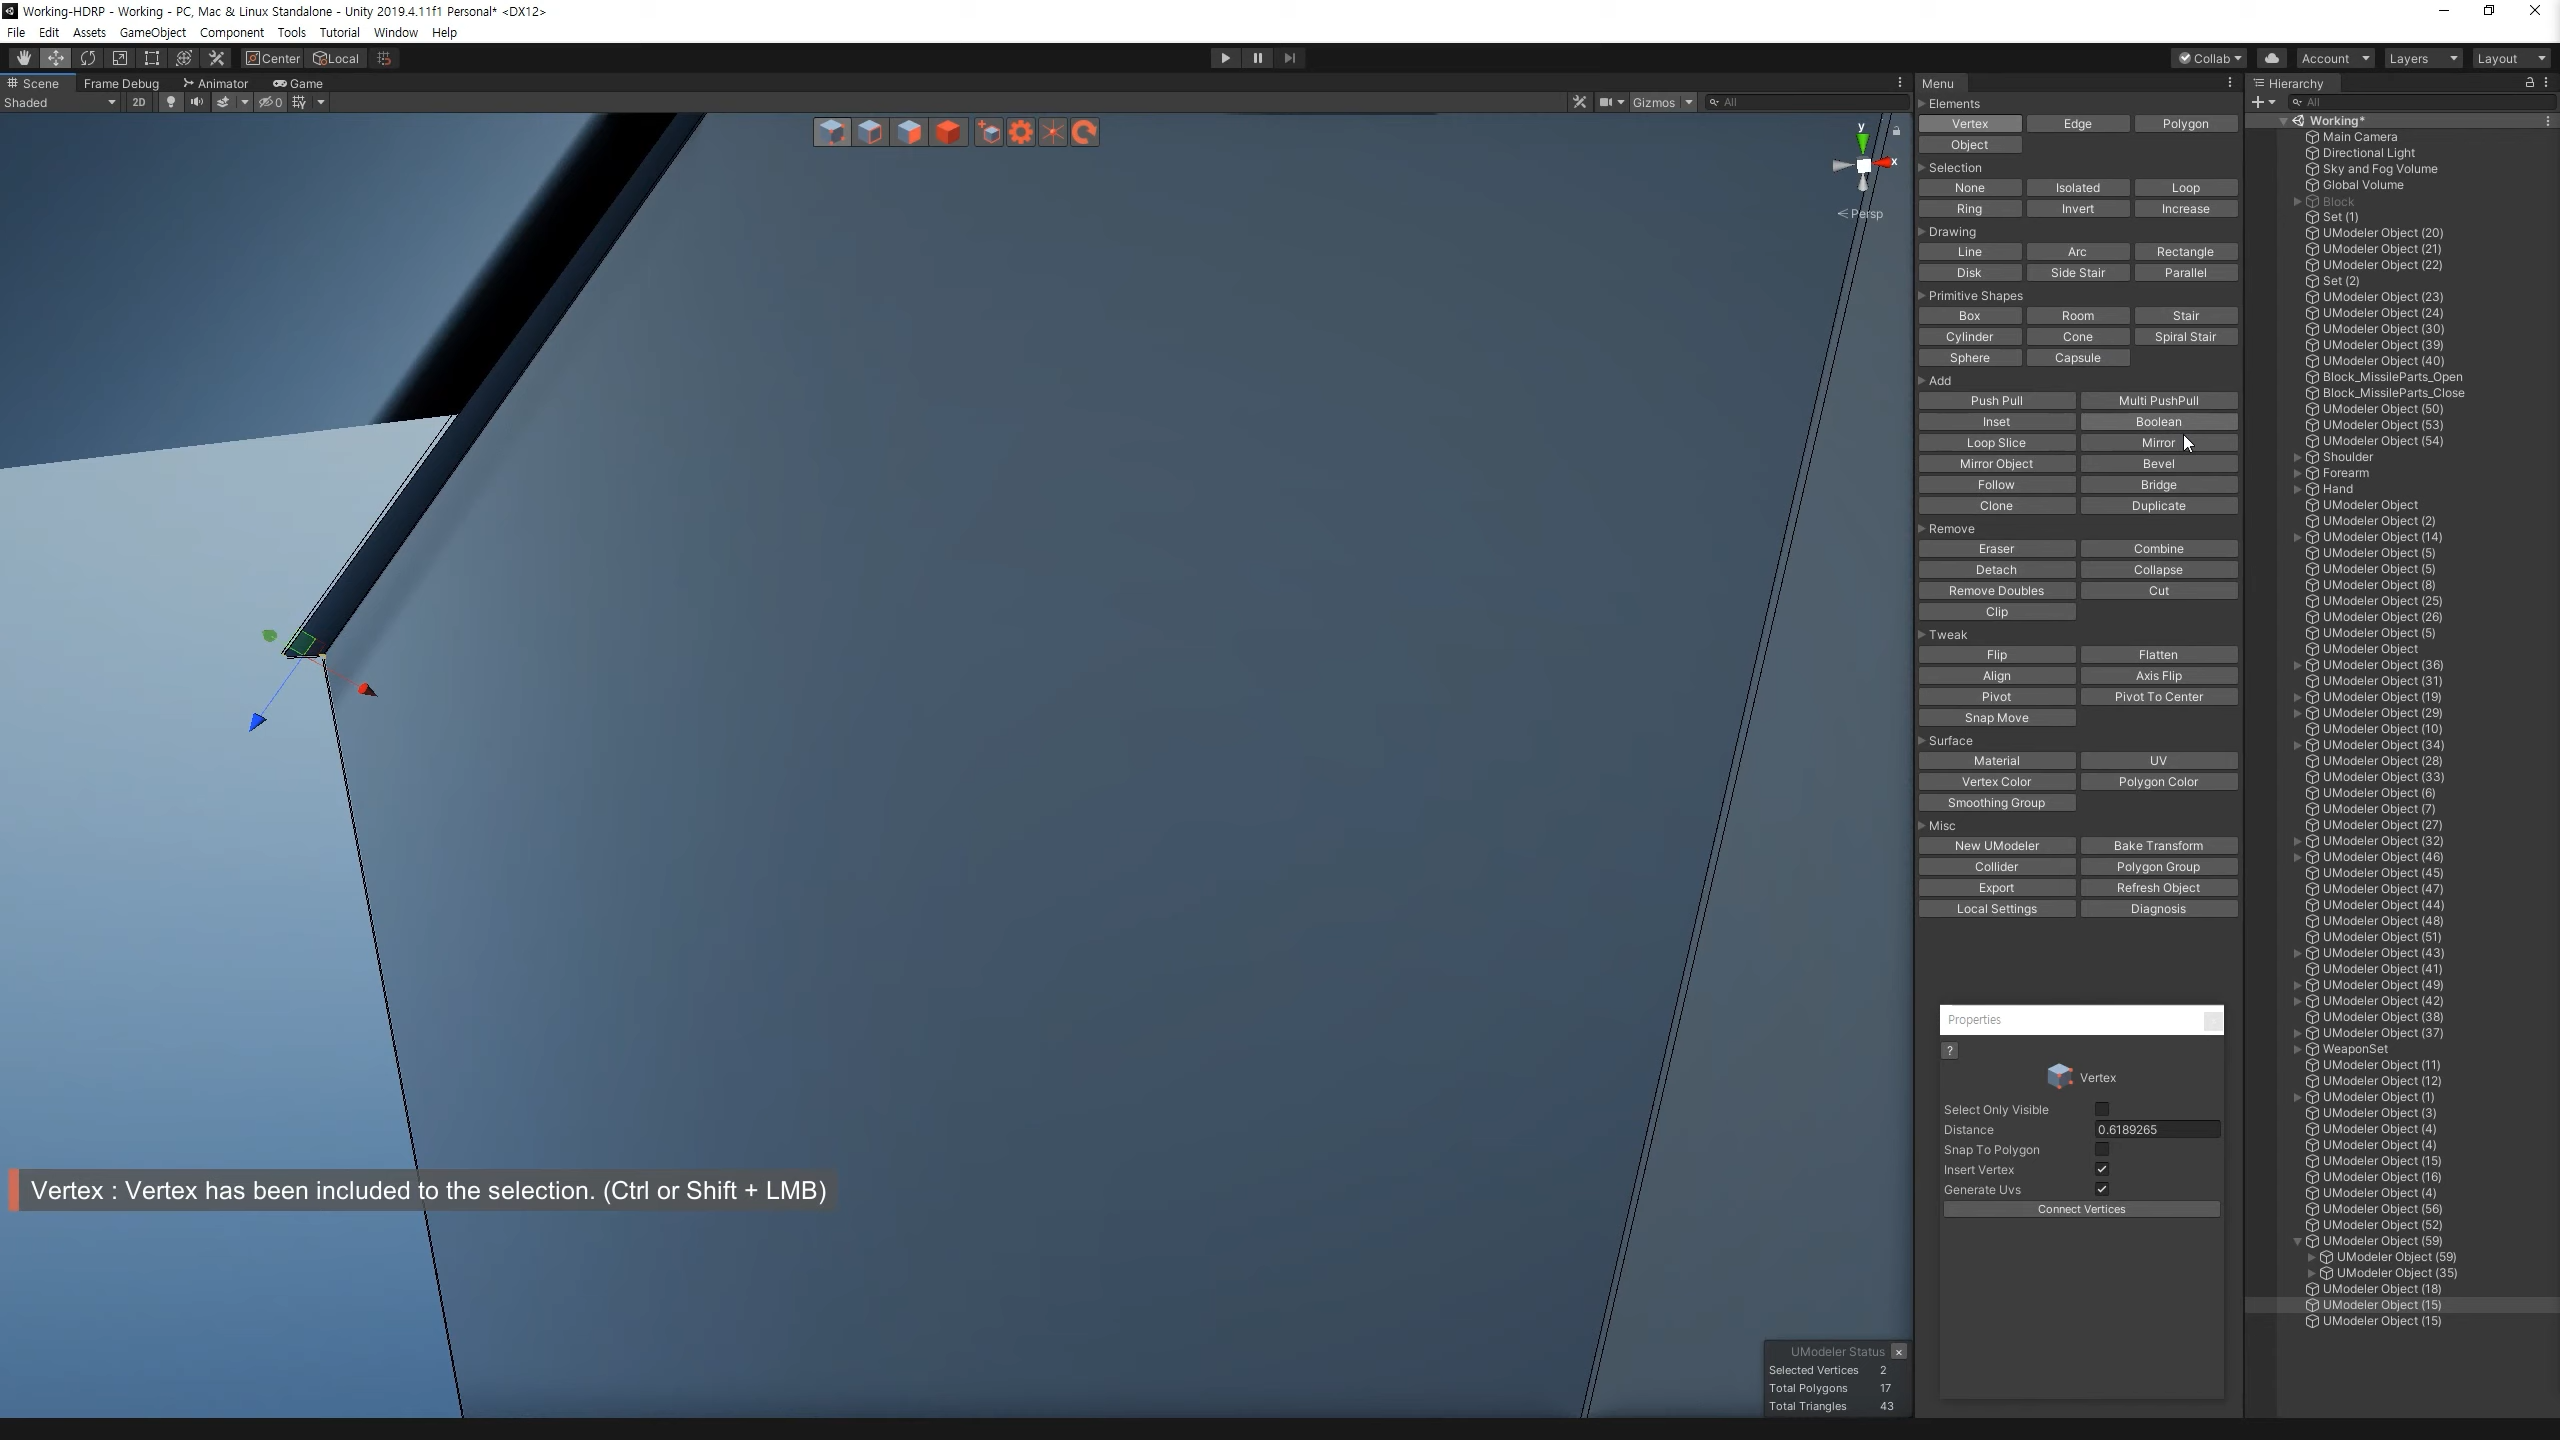 Working-HDRP - Working - PC, Mac & Linux Standalone - Unity 2019.4.11f1 Personal* <DX12>
File Edit Assets GameObject Component Tools Tutorial Window Help
Center Local Collab Account Layers Layout
Scene Frame Debug Animator Game
Shaded 2D 0 Gizmos All
y
x
Persp
Menu
Elements
Vertex Edge Polygon
Object
Selection
None Isolated Loop
Ring Invert Increase
Drawing
Line Arc Rectangle
Disk Side Stair Parallel
Primitive Shapes
Box Room Stair
Cylinder Cone Spiral Stair
Sphere Capsule
Add
Push Pull Multi PushPull
Inset Boolean
Loop Slice Mirror
Mirror Object Bevel
Follow Bridge
Clone Duplicate
Remove
Eraser Combine
Detach Collapse
Remove Doubles Cut
Clip
Tweak
Flip Flatten
Align Axis Flip
Pivot Pivot To Center
Snap Move
Surface
Material UV
Vertex Color Polygon Color
Smoothing Group
Misc
New UModeler Bake Transform
Collider Polygon Group
Export Refresh Object
Local Settings Diagnosis
Properties
?
Vertex
Select Only Visible
Distance 0.6189265
Snap To Polygon
Insert Vertex
Generate Uvs
Connect Vertices
Vertex : Vertex has been included to the selection. (Ctrl or Shift + LMB)
UModeler Status x
Selected Vertices 2
Total Polygons 17
Total Triangles 43
Hierarchy
All
Working*
Main Camera
Directional Light
Sky and Fog Volume
Global Volume
Block
Set (1)
UModeler Object (20)
UModeler Object (21)
UModeler Object (22)
Set (2)
UModeler Object (23)
UModeler Object (24)
UModeler Object (30)
UModeler Object (39)
UModeler Object (40)
Block_MissileParts_Open
Block_MissileParts_Close
UModeler Object (50)
UModeler Object (53)
UModeler Object (54)
Shoulder
Forearm
Hand
UModeler Object
UModeler Object (2)
UModeler Object (14)
UModeler Object (5)
UModeler Object (5)
UModeler Object (8)
UModeler Object (25)
UModeler Object (26)
UModeler Object (5)
UModeler Object
UModeler Object (36)
UModeler Object (31)
UModeler Object (19)
UModeler Object (29)
UModeler Object (10)
UModeler Object (34)
UModeler Object (28)
UModeler Object (33)
UModeler Object (6)
UModeler Object (7)
UModeler Object (27)
UModeler Object (32)
UModeler Object (46)
UModeler Object (45)
UModeler Object (47)
UModeler Object (44)
UModeler Object (48)
UModeler Object (51)
UModeler Object (43)
UModeler Object (41)
UModeler Object (49)
UModeler Object (42)
UModeler Object (38)
UModeler Object (37)
WeaponSet
UModeler Object (11)
UModeler Object (12)
UModeler Object (1)
UModeler Object (3)
UModeler Object (4)
UModeler Object (4)
UModeler Object (15)
UModeler Object (16)
UModeler Object (4)
UModeler Object (56)
UModeler Object (52)
UModeler Object (59)
UModeler Object (59)
UModeler Object (35)
UModeler Object (18)
UModeler Object (15)
UModeler Object (15)